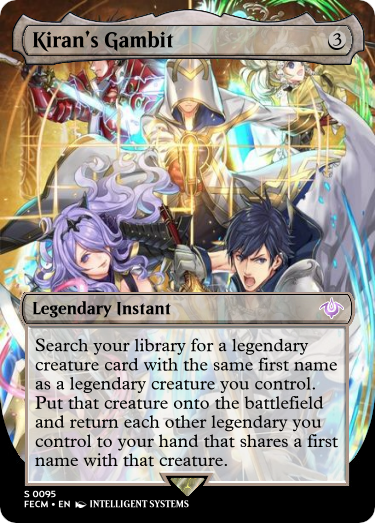 Kiran's Gambit 3
Legendary Instant
Search your library for a legendary
creature card with the same first name
as a legendary creature you control.
Put that creature onto the battlefield
and return each other legendary you
control to your hand that shares a first
name with that creature.
S 0095
FECM • EN INTELLIGENT SYSTEMS